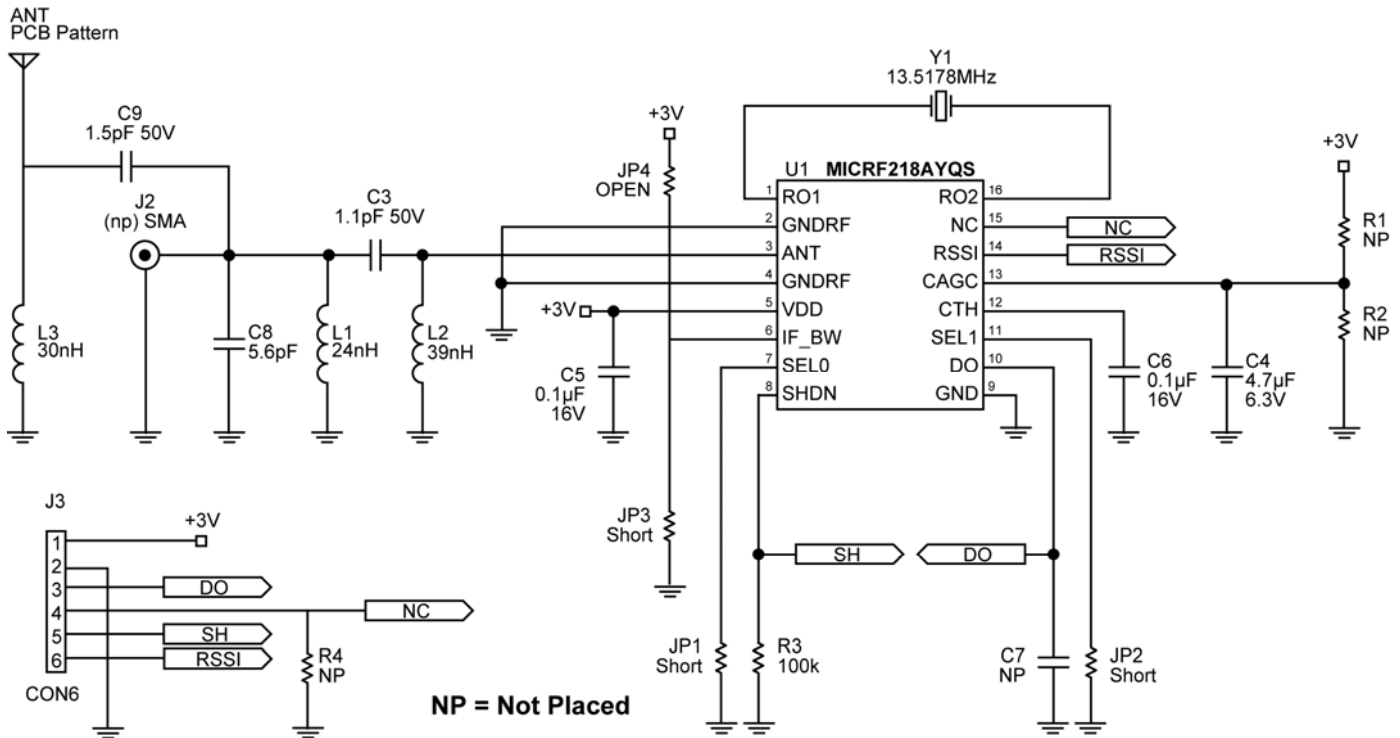 ANT
PCB Pattern
C9
1.5pF 50V
J2
(np) SMA
C3
1.1pF 50V
L3
30nH
C8
5.6pF
L1
24nH
L2
39nH
Y1
13.5178MHz
+3V
JP4
OPEN
+3V
C5
0.1µF
16V
JP3
Short
U1 MICRF218AYQS
1 RO1
2 GNDRF
3 ANT
4 GNDRF
5 VDD
6 IF_BW
7 SEL0
8 SHDN
RO2 16
NC 15
RSSI 14
CAGC 13
CTH 12
SEL1 11
DO 10
GND 9
NC
RSSI
+3V
R1
NP
R2
NP
C6
0.1µF
16V
C4
4.7µF
6.3V
SH
DO
JP1
Short
R3
100k
C7
NP
JP2
Short
J3
+3V
1
2
3
4
5
6
DO
NC
SH
RSSI
R4
NP
CON6
NP = Not Placed